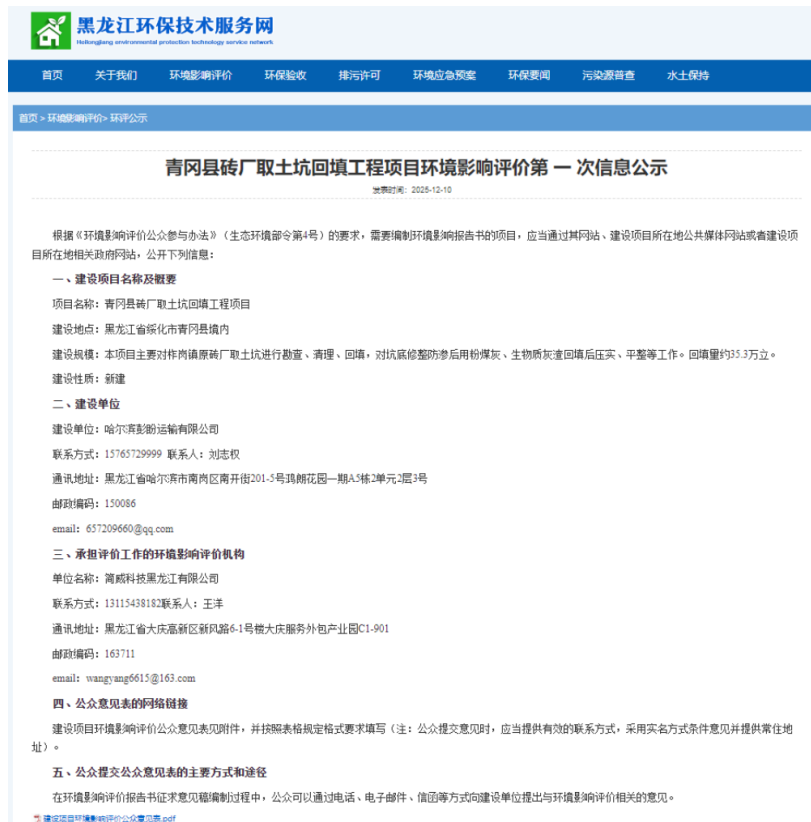 黑龙江环保技术服务网
Heilongjiang environmental protection technology service network
首页 关于我们 环境影响评价 环保验收 排污许可 环境应急预案 环保要闻 污染源普查 水土保持
首页 > 环境影响评价> 环评公示
青冈县砖厂取土坑回填工程项目环境影响评价第 一 次信息公示
发表时间：2025-12-10
根据《环境影响评价公众参与办法》（生态环境部令第4号）的要求，需要编制环境影响报告书的项目，应当通过其网站、建设项目所在地公共媒体网站或者建设项
目所在地相关政府网站，公开下列信息：
一、建设项目名称及概要
项目名称：青冈县砖厂取土坑回填工程项目
建设地点：黑龙江省绥化市青冈县境内
建设规模：本项目主要对柞岗镇原砖厂取土坑进行勘查、清理、回填，对坑底修整防渗后用粉煤灰、生物质灰渣回填后压实、平整等工作。回填量约35.3万立。
建设性质：新建
二、建设单位
建设单位：哈尔滨彭盼运输有限公司
联系方式：15765729999 联系人：刘志权
通讯地址：黑龙江省哈尔滨市南岗区南开街201-5号鸿朗花园一期A5栋2单元2层3号
邮政编码：150086
email：657209660@qq.com
三、承担评价工作的环境影响评价机构
单位名称：简威科技黑龙江有限公司
联系方式：13115438182联系人：王洋
通讯地址：黑龙江省大庆高新区新风路6-1号楼大庆服务外包产业园C1-901
邮政编码：163711
email：wangyang6615@163.com
四、公众意见表的网络链接
建设项目环境影响评价公众意见表见附件，并按照表格规定格式要求填写（注：公众提交意见时，应当提供有效的联系方式，采用实名方式条件意见并提供常住地
址）。
五、公众提交公众意见表的主要方式和途径
在环境影响评价报告书征求意见稿编制过程中，公众可以通过电话、电子邮件、信函等方式向建设单位提出与环境影响评价相关的意见。
建设项目环境影响评价公众意见表.pdf